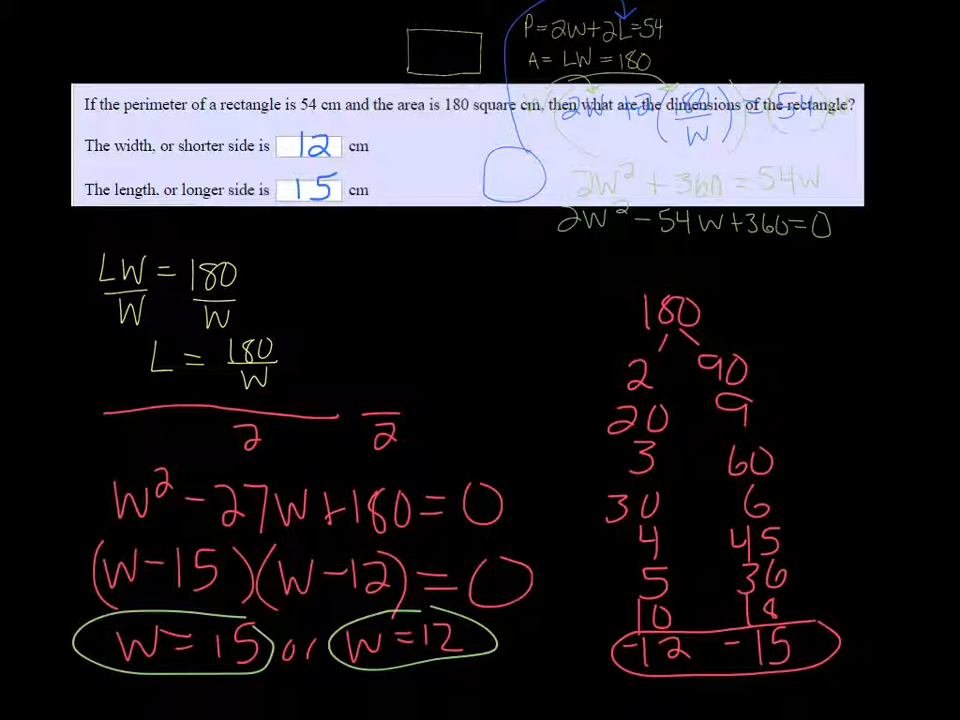 P=2W+2L=54
A= LW =180
If the perimeter of a rectangle is 54 cm and the area is 180 square cm, then what are the dimensions of the rectangle?
(2W+2(180/W))=(54)
The width, or shorter side is 12 cm
The length, or longer side is 15 cm
2W² + 360 = 54W
2W² - 54W + 360 = 0
LW/W = 180/W
L = 180/W
2 2
W² - 27W + 180 = 0
(W - 15)(W - 12) = 0
W = 15 or W = 12
180
2 90
20 9
3 60
30 6
4 45
5 36
10 18
-12 -15